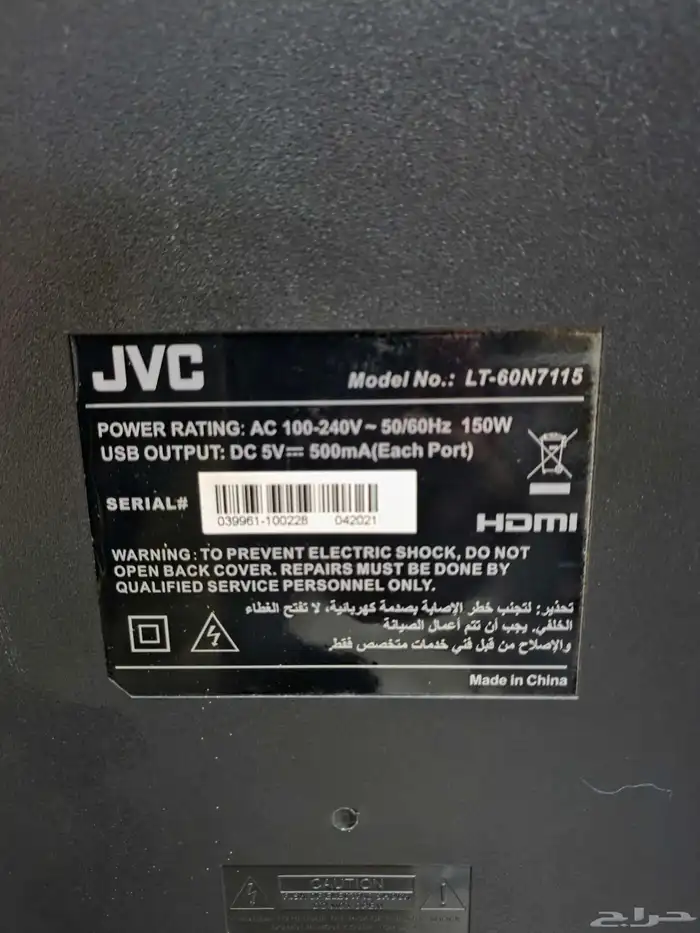 JVC
Model No.: LT-60N7115
POWER RATING: AC 100-240V ~ 50/60Hz 150W
USB OUTPUT: DC 5V⎓ 500mA(Each Port)
SERIAL#
039961-100228 042021
HDMI
WARNING: TO PREVENT ELECTRIC SHOCK, DO NOT
OPEN BACK COVER. REPAIRS MUST BE DONE BY
QUALIFIED SERVICE PERSONNEL ONLY.
تحذير: لتجنب خطر الإصابة بصدمة كهربائية، لا تفتح الغطاء
الخلفي. يجب أن تتم أعمال الصيانة
والإصلاح من قبل فني خدمات متخصص فقط
Made in China
CAUTION
حراج